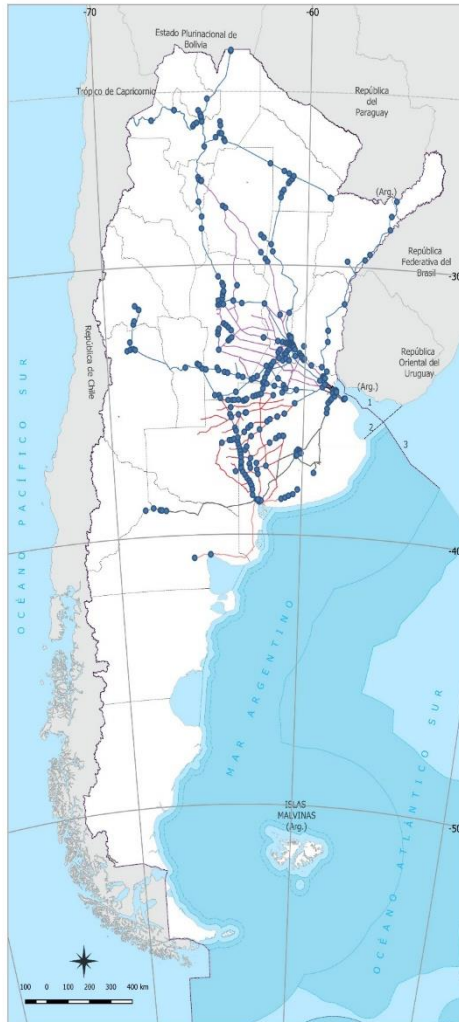 -70
-60
Estado Plurinacional de
Bolivia
Trópico de Capricornio
República
del
Paraguay
(Arg.)
República
Federativa del
Brasil
-30
República de Chile
República
Oriental del
Uruguay
(Arg.)
1
2
3
OCÉANO PACÍFICO SUR
-40
MAR ARGENTINO
OCÉANO ATLÁNTICO SUR
ISLAS
MALVINAS
(Arg.)
-50
100 0 100 200 300 400 km